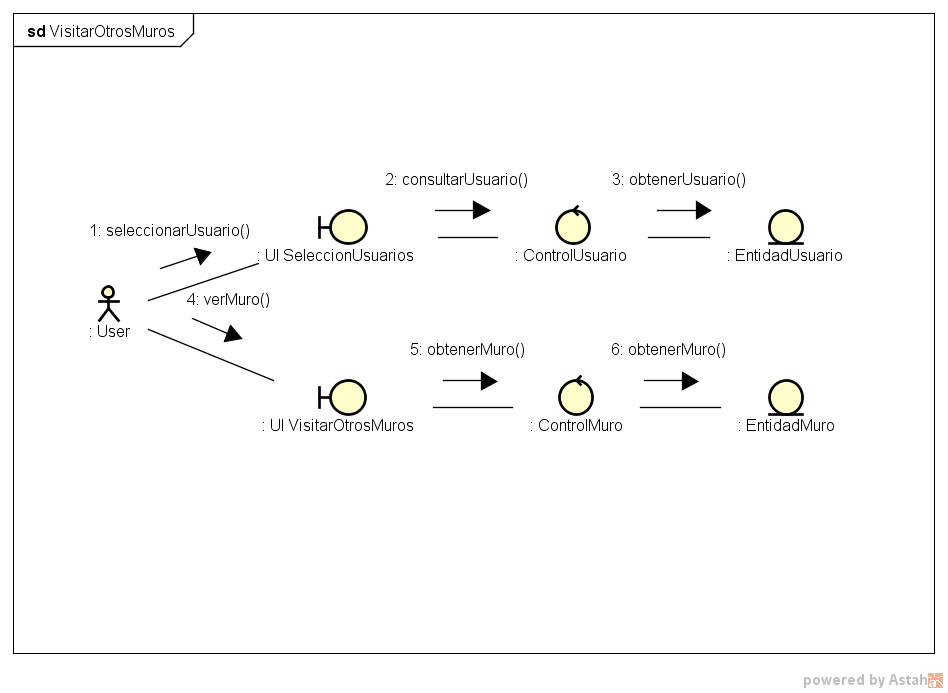 sd VisitarOtrosMuros
2: consultarUsuario()
3: obtenerUsuario()
1: seleccionarUsuario()
: UI SeleccionUsuarios
: ControlUsuario
: EntidadUsuario
4: verMuro()
: User
5: obtenerMuro()
6: obtenerMuro()
: UI VisitarOtrosMuros
: ControlMuro
: EntidadMuro
powered by Astah